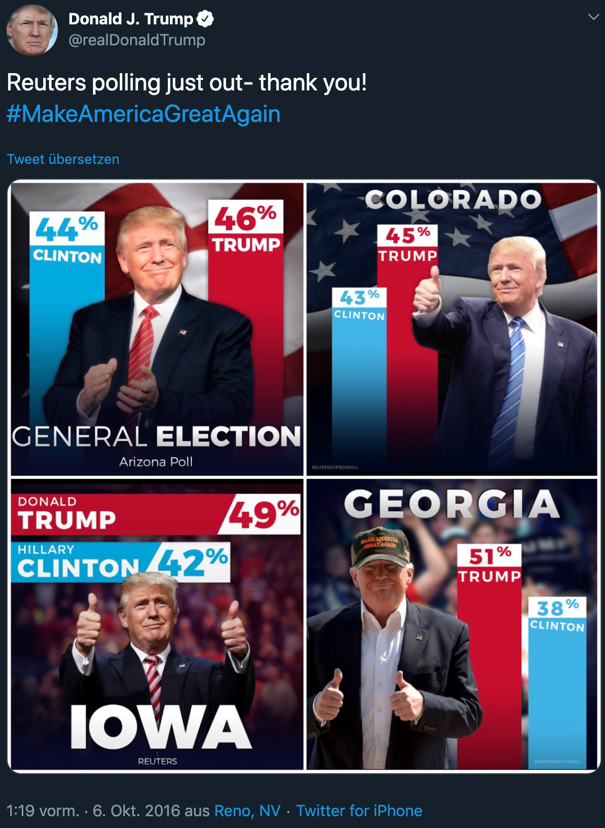 Donald J. Trump
@realDonaldTrump
Reuters polling just out- thank you!
#MakeAmericaGreatAgain
Tweet übersetzen
44%
CLINTON
46%
TRUMP
GENERAL ELECTION
Arizona Poll
COLORADO
45%
TRUMP
43%
CLINTON
REUTERS/IPSOS POLL
DONALD
TRUMP
49%
HILLARY
CLINTON
42%
IOWA
REUTERS
GEORGIA
MAKE AMERICA
GREAT AGAIN
51%
TRUMP
38%
CLINTON
1:19 vorm. · 6. Okt. 2016 aus Reno, NV · Twitter for iPhone